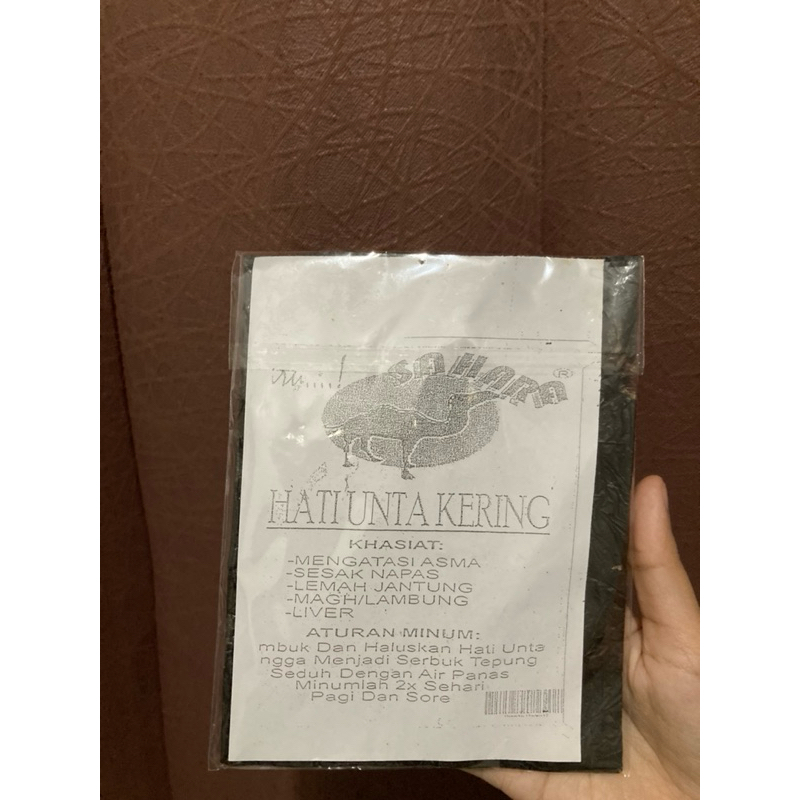 SAHARA ®
HATI UNTA KERING
KHASIAT:
-MENGATASI ASMA
-SESAK NAPAS
-LEMAH JANTUNG
-MAGH/LAMBUNG
-LIVER
ATURAN MINUM:
mbuk Dan Haluskan Hati Unta
ngga Menjadi Serbuk Tepung
Seduh Dengan Air Panas
Minumlah 2x Sehari
Pagi Dan Sore